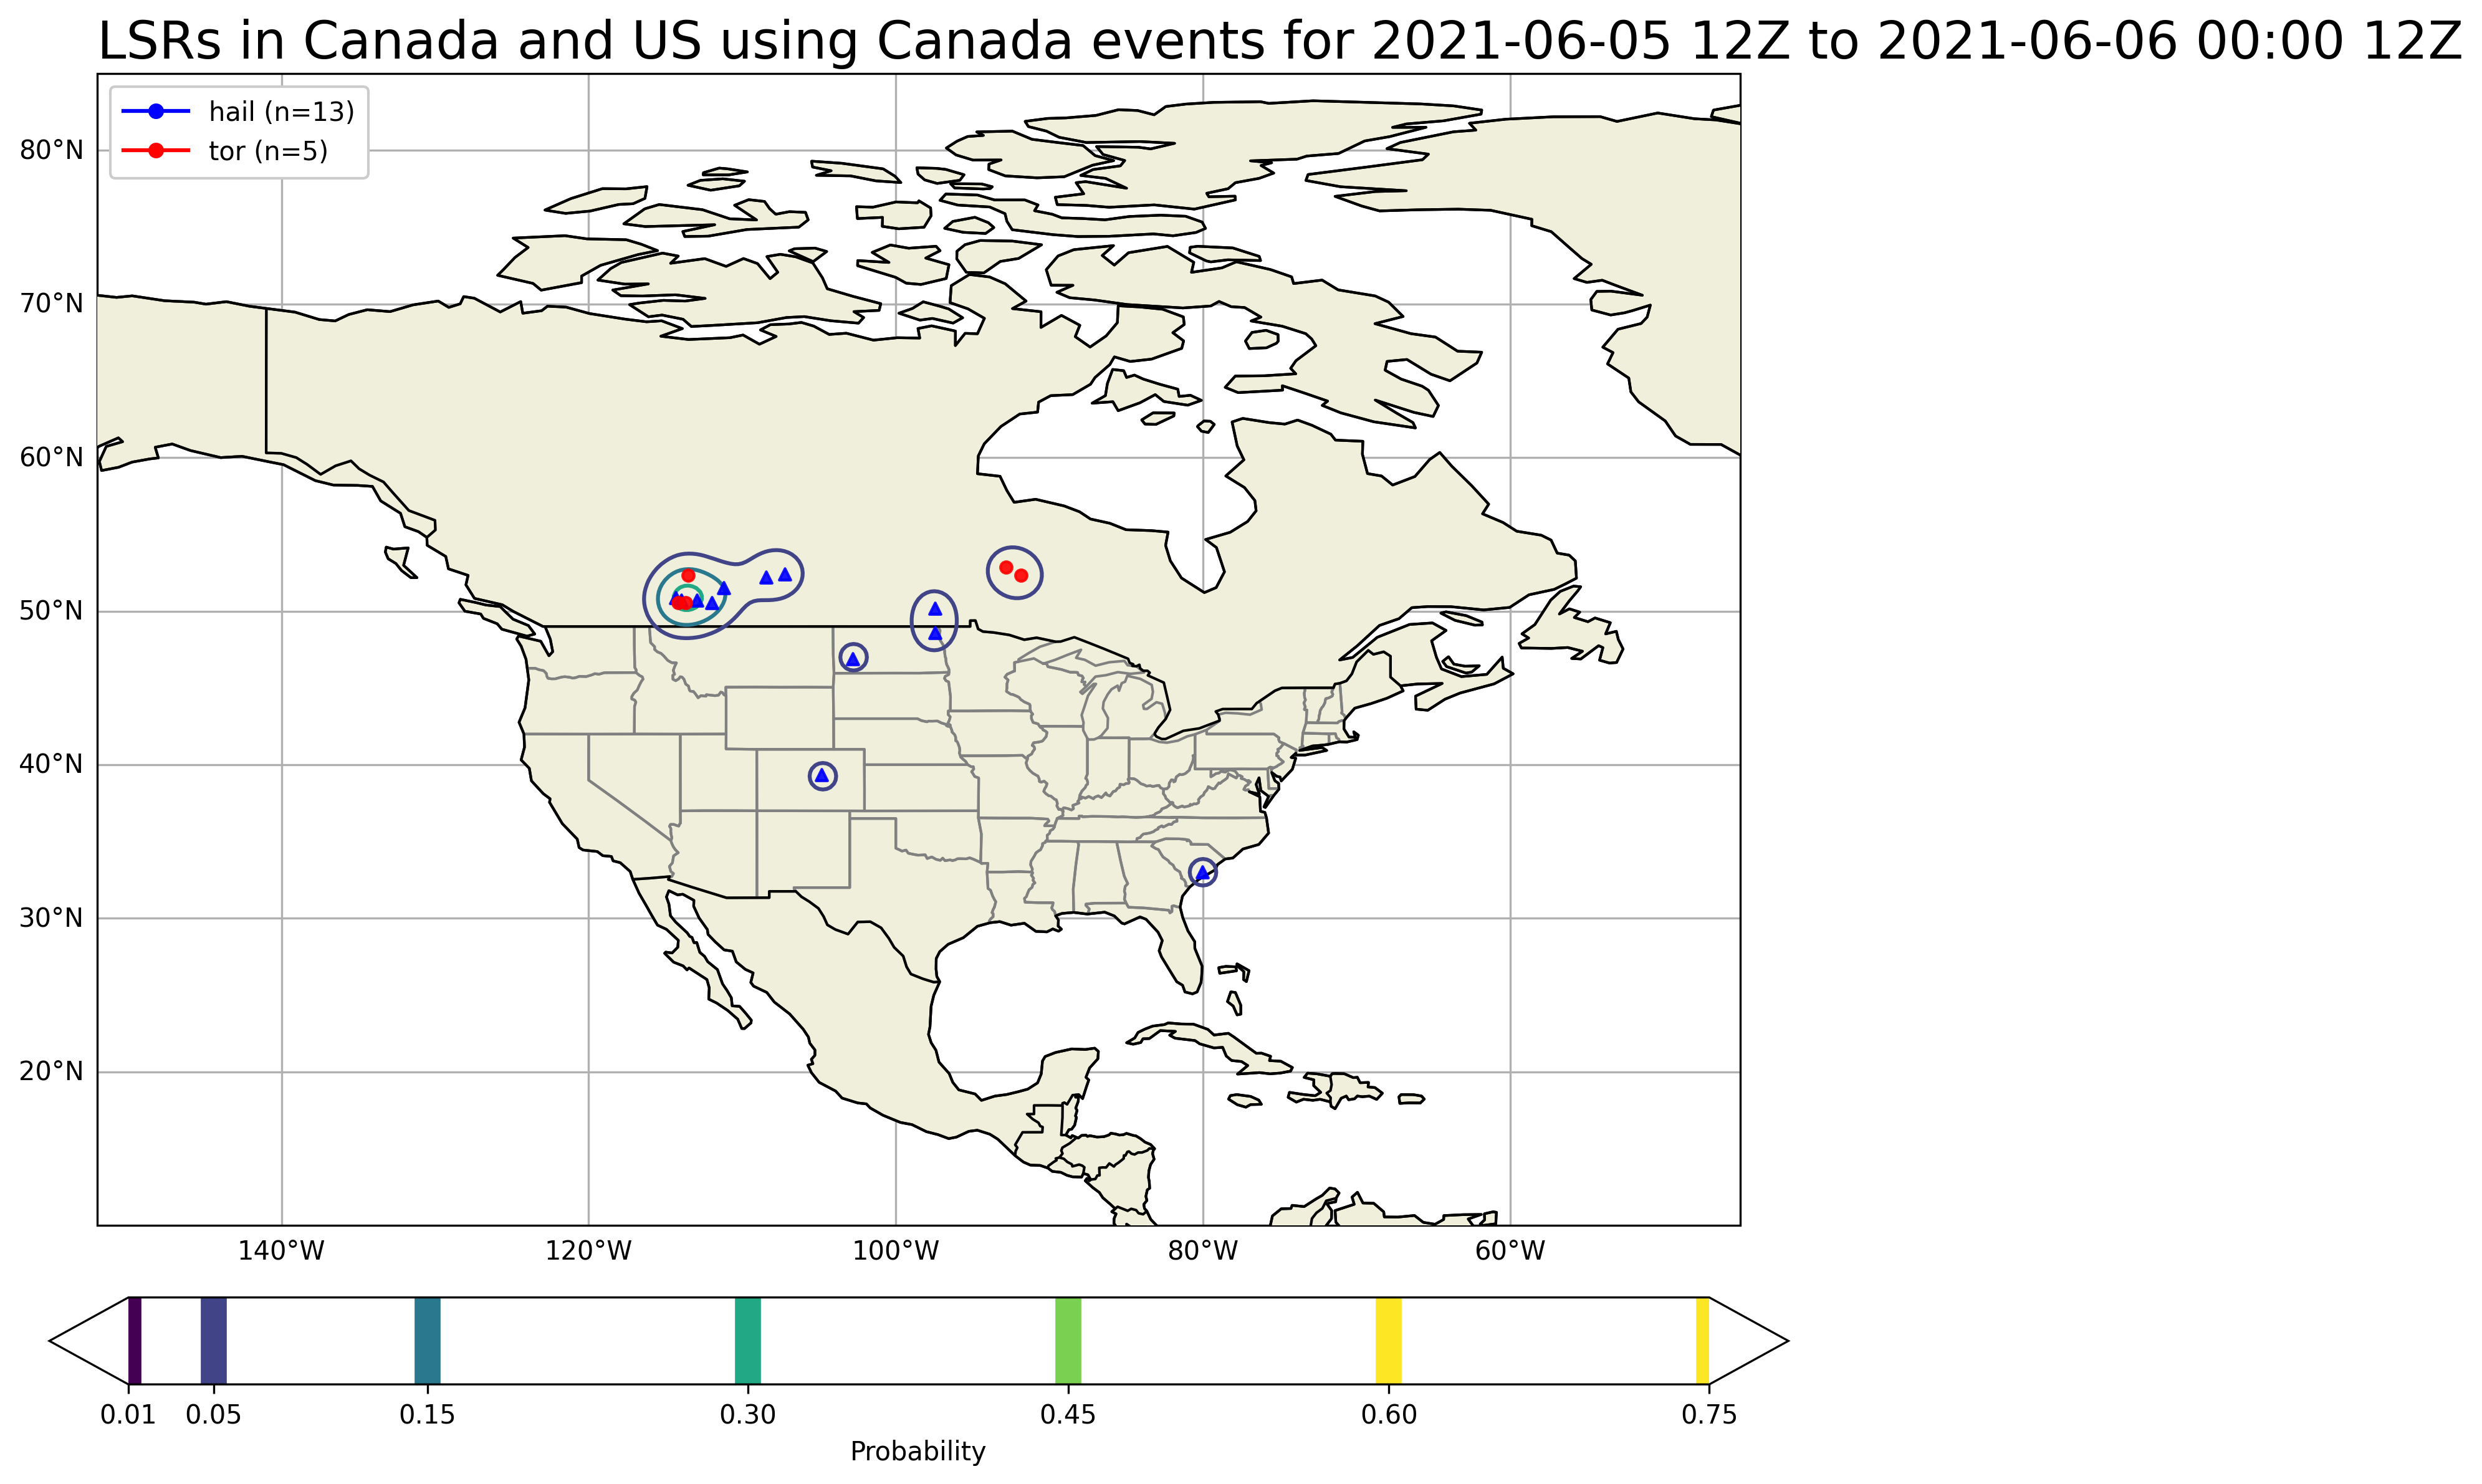 LSRs in Canada and US using Canada events for 2021-06-05 12Z to 2021-06-06 00:00 12Z
hail (n=13)
tor (n=5)
80°N
70°N
60°N
50°N
40°N
30°N
20°N
140°W 120°W 100°W 80°W 60°W
0.01 0.05 0.15 0.30 0.45 0.60 0.75
Probability